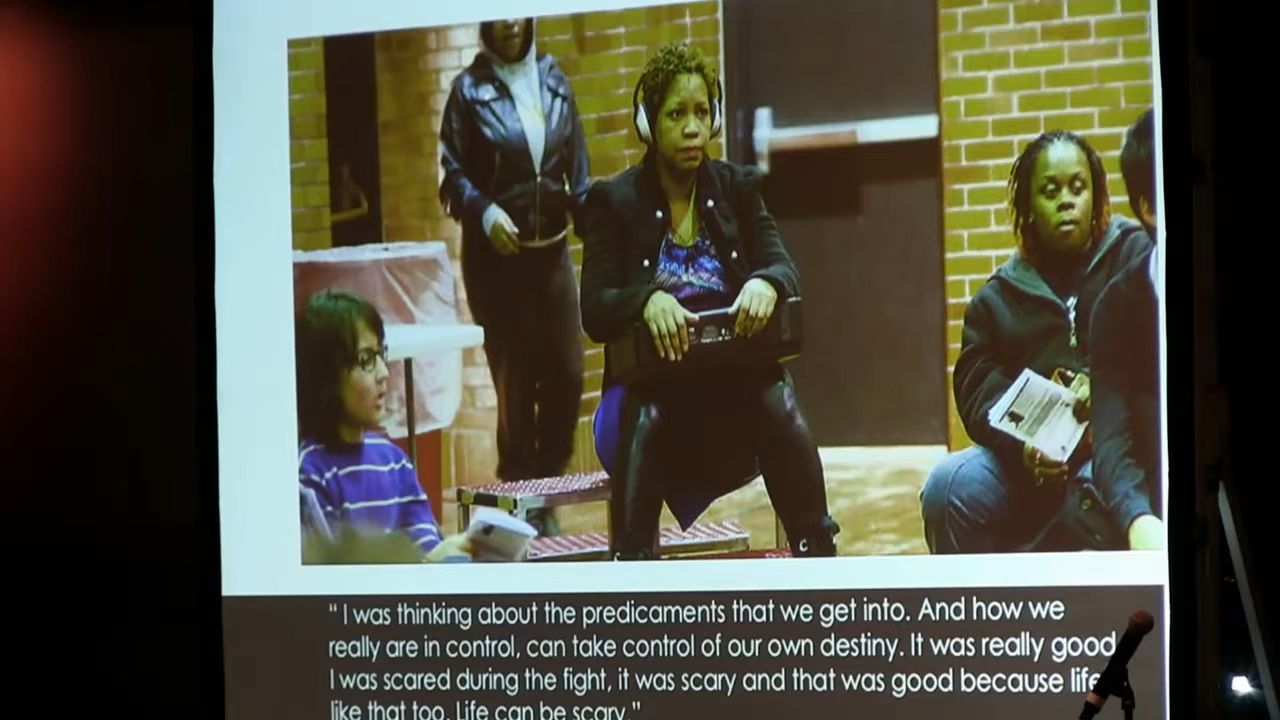 “ I was thinking about the predicaments that we get into. And how we
really are in control, can take control of our own destiny. It was really good
I was scared during the fight, it was scary and that was good because life
like that too. Life can be scary.”